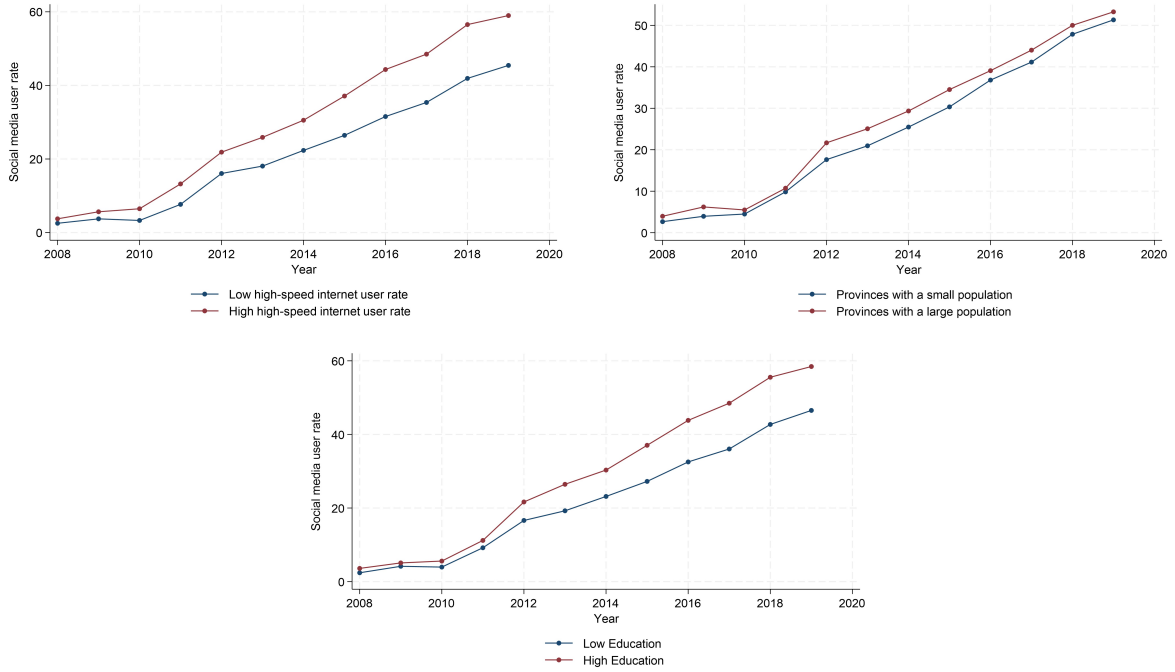 Social media user rate
60
40
20
0
2008 2010 2012 2014 2016 2018 2020
Year
Low high-speed internet user rate
High high-speed internet user rate
Social media user rate
50
40
30
20
10
0
2008 2010 2012 2014 2016 2018 2020
Year
Provinces with a small population
Provinces with a large population
Social media user rate
60
40
20
0
2008 2010 2012 2014 2016 2018 2020
Year
Low Education
High Education